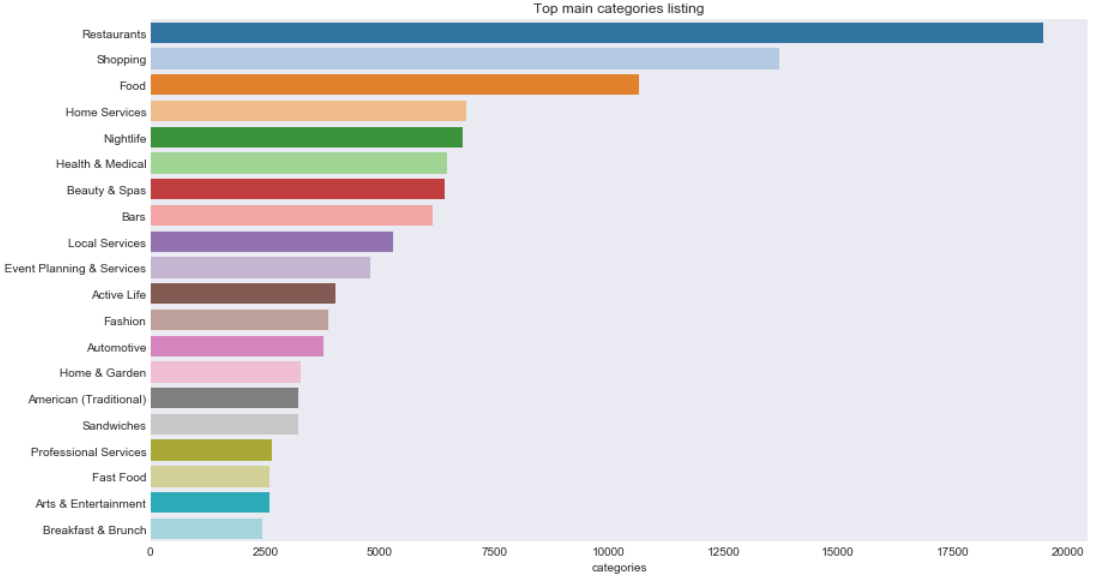 Top main categories listing
Restaurants
Shopping
Food
Home Services
Nightlife
Health & Medical
Beauty & Spas
Bars
Local Services
Event Planning & Services
Active Life
Fashion
Automotive
Home & Garden
American (Traditional)
Sandwiches
Professional Services
Fast Food
Arts & Entertainment
Breakfast & Brunch
0 2500 5000 7500 10000 12500 15000 17500 20000
categories